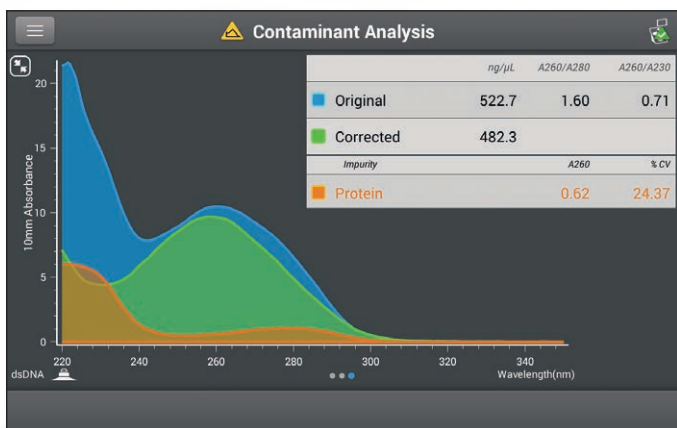 Contaminant Analysis
ng/µL A260/A280 A260/A230
Original 522.7 1.60 0.71
Corrected 482.3
Impurity A260 % CV
Protein 0.62 24.37
10mm Absorbance
20
15
10
5
0
220 240 260 280 300 320 340
dsDNA Wavelength(nm)